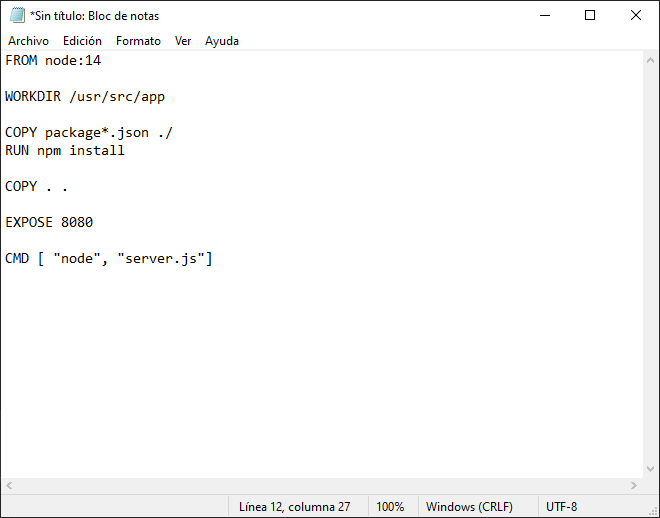 *Sin título: Bloc de notas
Archivo Edición Formato Ver Ayuda
FROM node:14
WORKDIR /usr/src/app
COPY package*.json ./
RUN npm install
COPY . .
EXPOSE 8080
CMD [ "node", "server.js"]
Línea 12, columna 27 100% Windows (CRLF) UTF-8